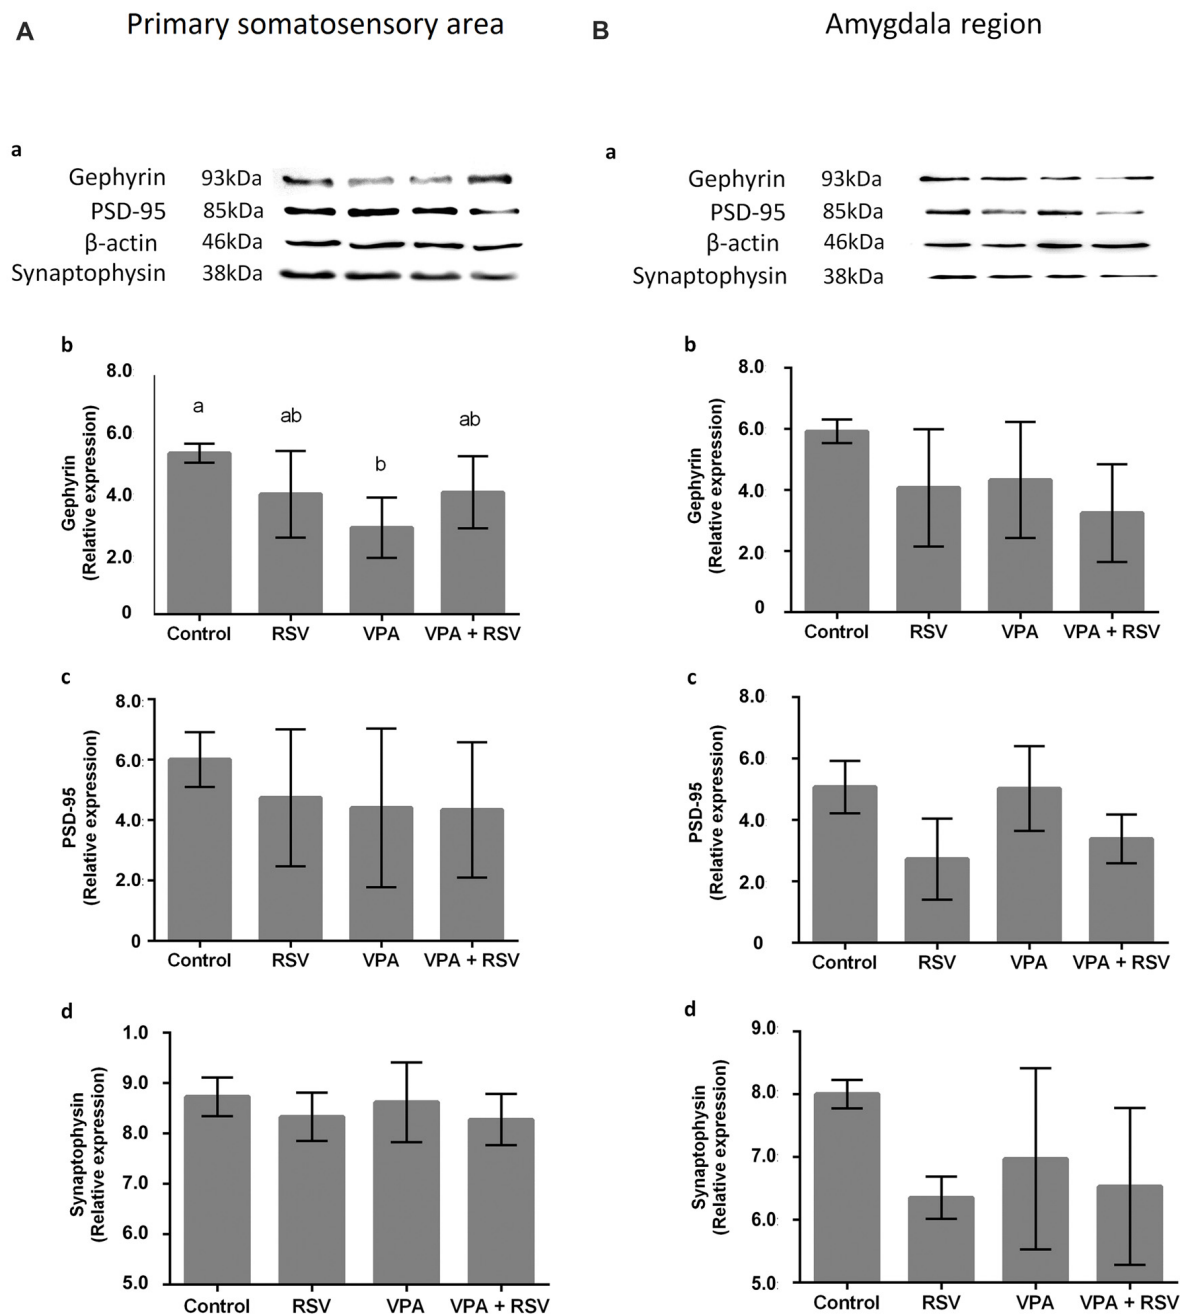 A Primary somatosensory area
a
Gephyrin 93kDa
PSD-95 85kDa
β-actin 46kDa
Synaptophysin 38kDa
b
Gephyrin
(Relative expression)
8.0
6.0
4.0
2.0
0
a
ab
b
ab
Control RSV VPA VPA + RSV
c
PSD-95
(Relative expression)
8.0
6.0
4.0
2.0
0
Control RSV VPA VPA + RSV
d
Synaptophysin
(Relative expression)
1.0
9.0
8.0
7.0
6.0
5.0
Control RSV VPA VPA + RSV
B Amygdala region
a
Gephyrin 93kDa
PSD-95 85kDa
β-actin 46kDa
Synaptophysin 38kDa
b
Gephyrin
(Relative expression)
8.0
6.0
4.0
2.0
0
Control RSV VPA VPA + RSV
c
PSD-95
(Relative expression)
8.0
6.0
4.0
2.0
0
Control RSV VPA VPA + RSV
d
Synaptophysin
(Relative expression)
9.0
8.0
7.0
6.0
5.0
Control RSV VPA VPA + RSV